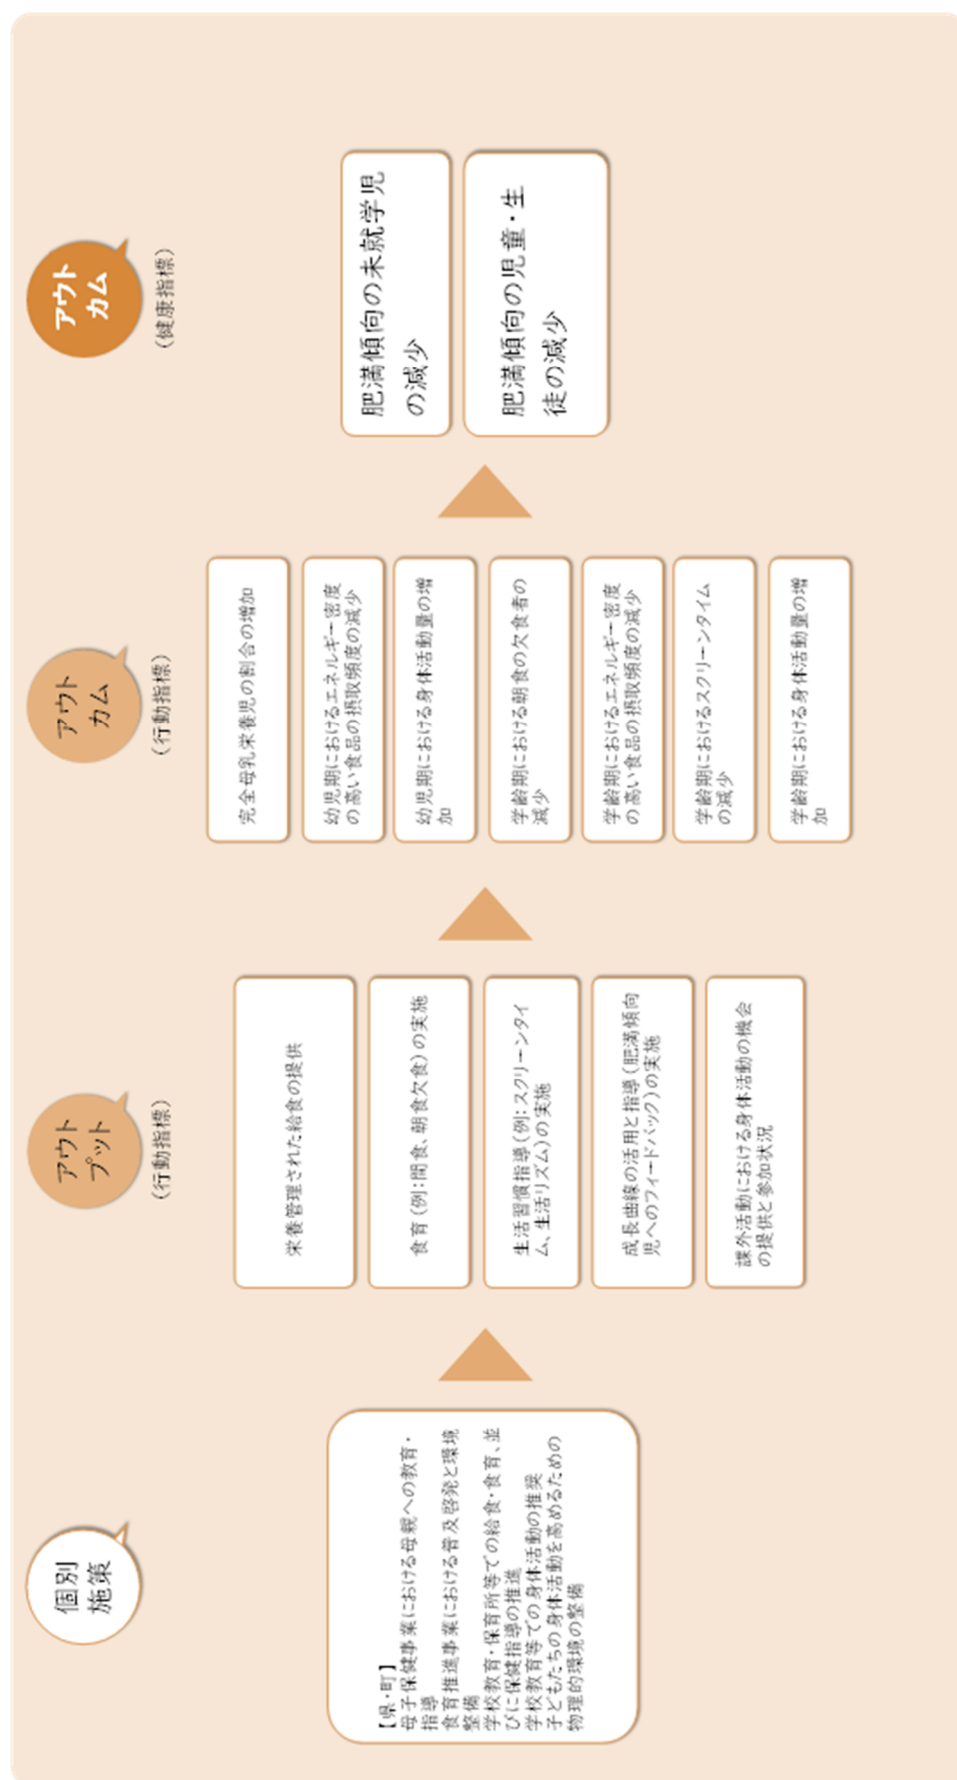 個別
施策
【県・町】
母子保健事業における母親への教育・
指導
食育推進事業における普及啓発と環境
整備
学校教育・保育所等での給食・食育、並
びに保健指導の推進
学校教育等での身体活動の推奨
子どもたちの身体活動を高めるための
物理的環境の整備
アウト
プット
（行動指標）
栄養管理された給食の提供
食育（例：間食、朝食欠食）の実施
生活習慣指導（例：スクリーンタイ
ム、生活リズム）の実施
成長曲線の活用と指導（肥満傾向
児へのフィードバック）の実施
課外活動における身体活動の機会
の提供と参加状況
アウト
カム
（行動指標）
完全母乳栄養児の割合の増加
幼児期におけるエネルギー密度
の高い食品の摂取頻度の減少
幼児期における身体活動量の増
加
学齢期における朝食の欠食者の
減少
学齢期におけるエネルギー密度
の高い食品の摂取頻度の減少
学齢期におけるスクリーンタイム
の減少
学齢期における身体活動量の増
加
アウト
カム
（健康指標）
肥満傾向の未就学児
の減少
肥満傾向の児童・生
徒の減少